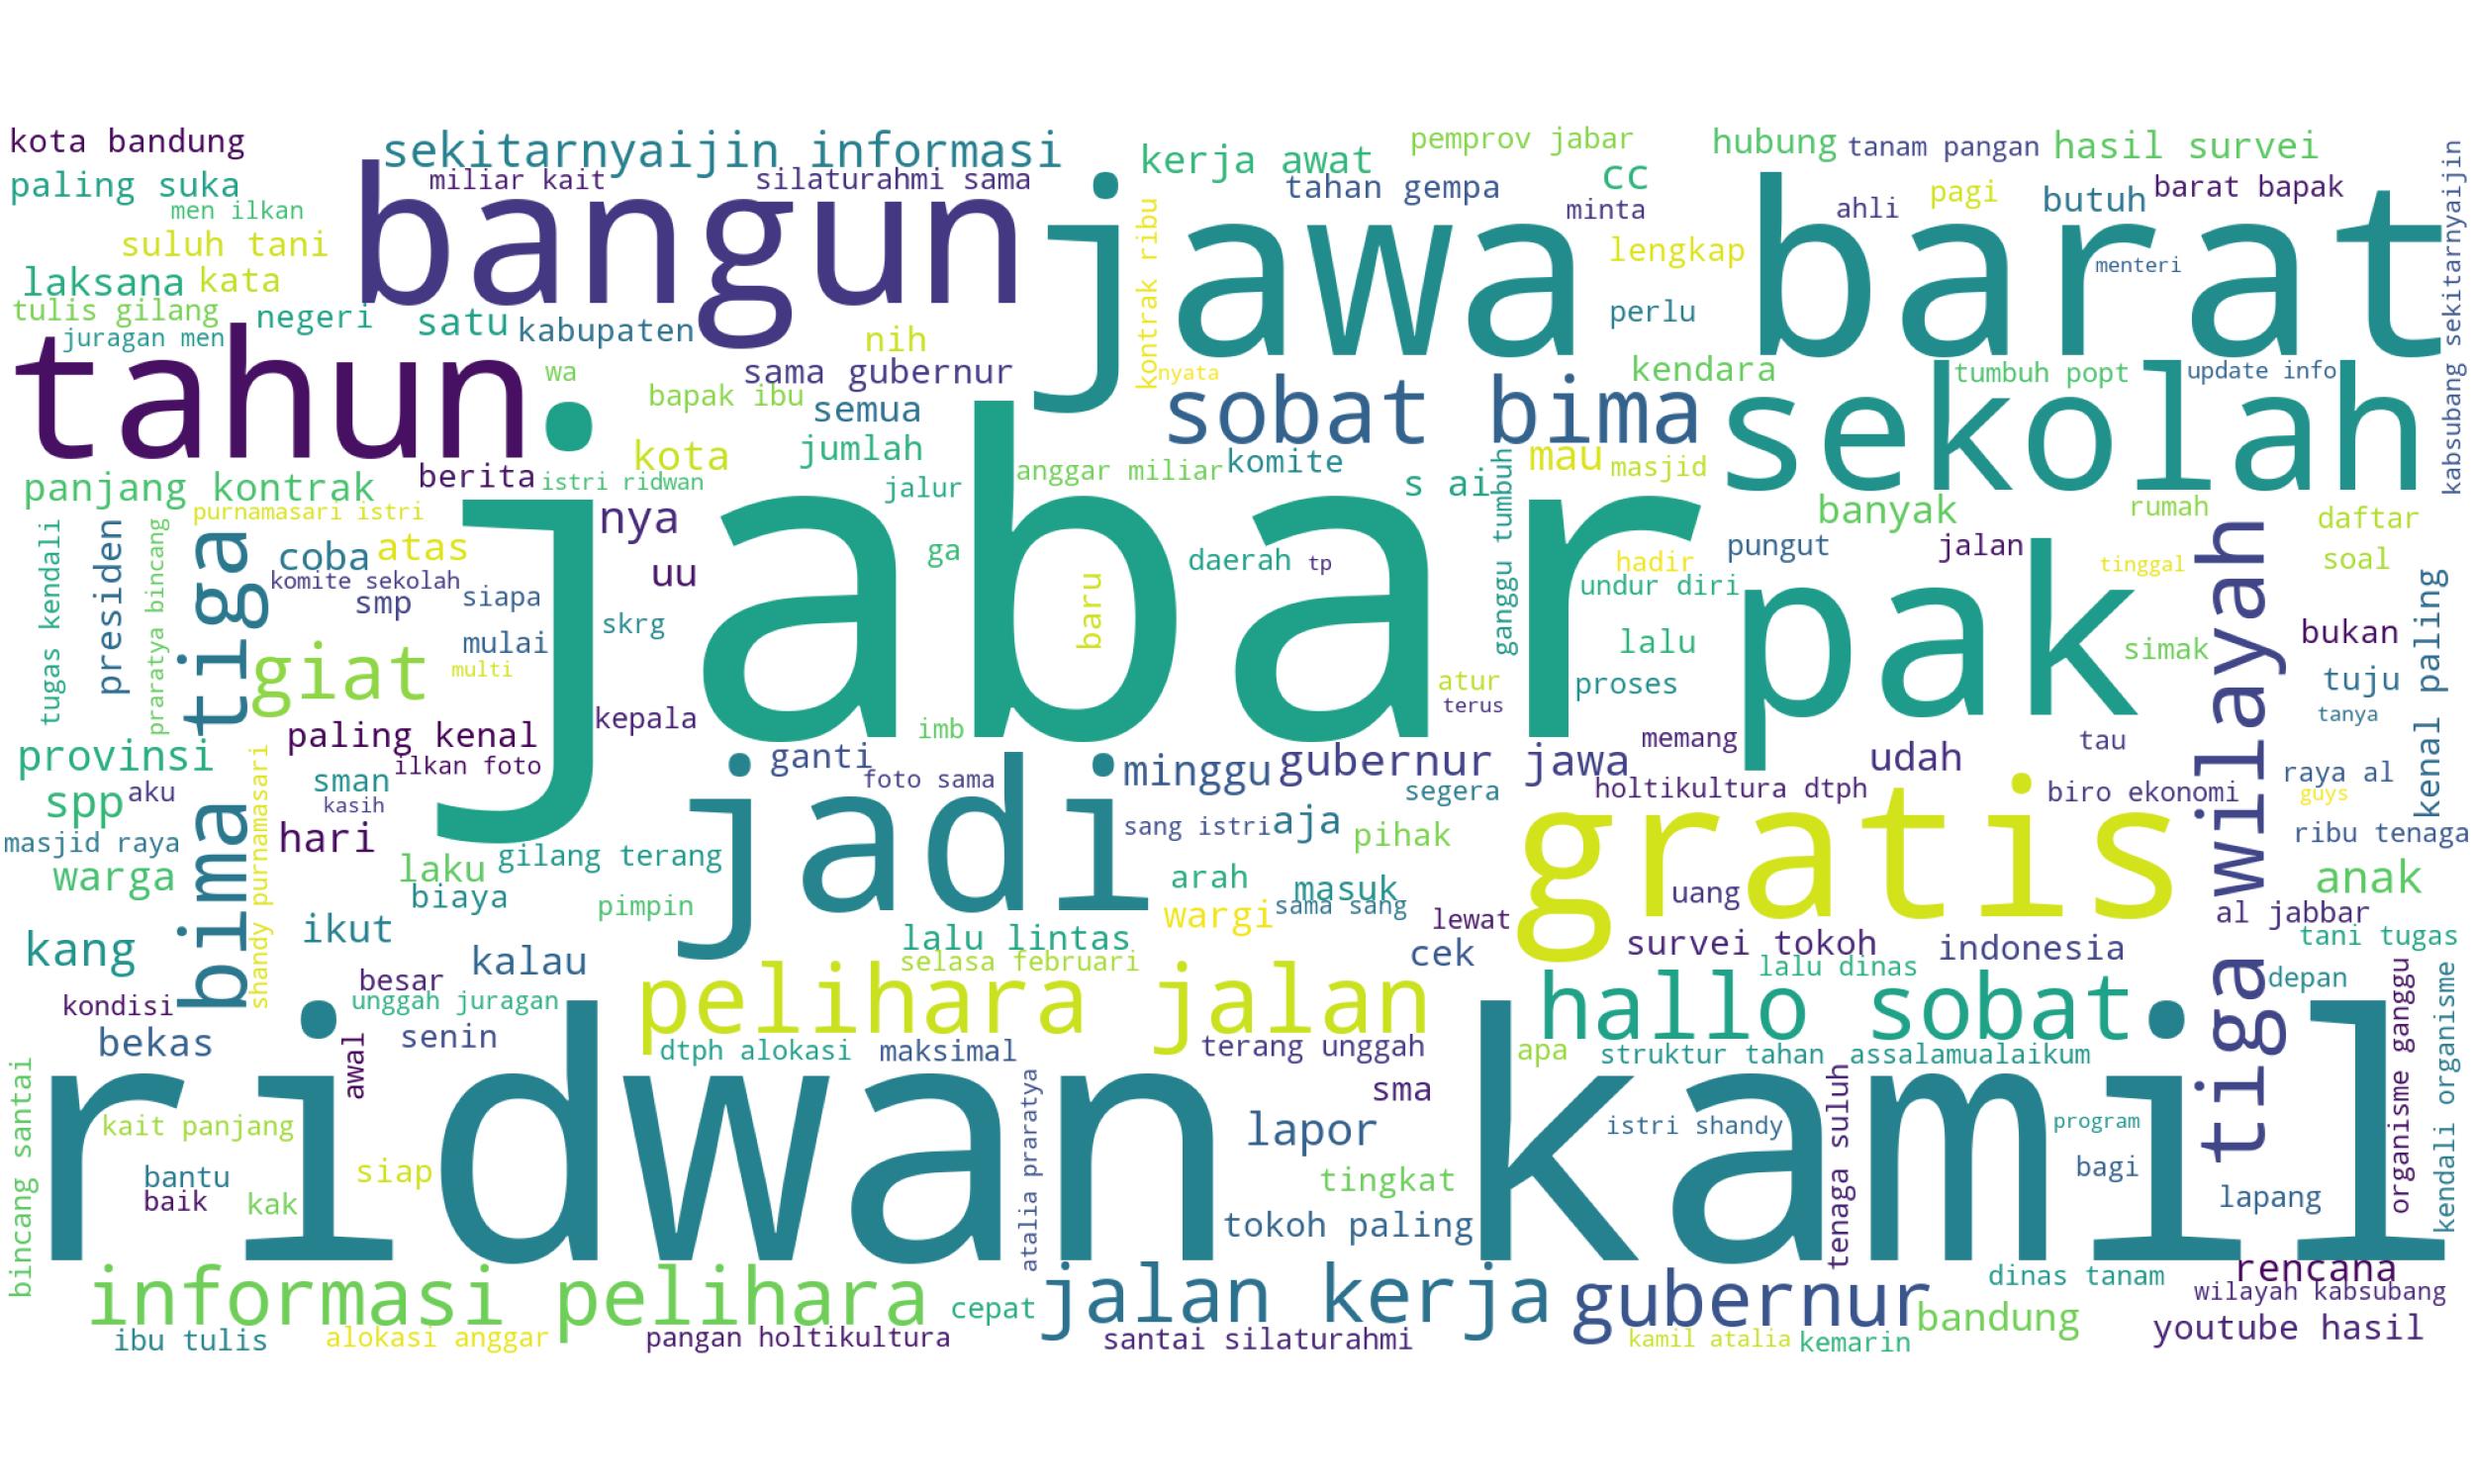 kota bandung
sekitarnyaijin informasi
kerja awat
pemprov jabar
hubung
tanam pangan
hasil survei
paling suka
miliar kait
silaturahmi sama
tahan gempa
cc
barat bapak
men ilkan
bangun
jawa barat
minta
ahli
pagi
butuh
kabsubang sekitarnyaijin
suluh tani
kontrak ribu
lengkap
menteri
laksana
kata
tulis gilang
negeri
satu
kabupaten
nih
perlu
juragan men
tahun
wa
sama gubernur
nyata
kendara
tumbuh popt
update info
bapak ibu
semua
sobat bima
sekolah
kota
jumlah
komite
mau
masjid
berita
istri ridwan
jalur
anggar miliar
s ai
panjang kontrak
purnamasari istri
jabar
nya
ganggu tumbuh
banyak
rumah
daftar
tugas kendali
presiden
praratya bincang
bima tiga
coba
atas
ga
daerah
tp
hadir
pungut
jalan
tinggal
soal
tiga wilayah
komite sekolah
uu
smp
siapa
baru
undur diri
pak
kenal paling
skrg
mulai
lalu
simak
bukan
giat
multi
atur
proses
tuju
terus
kepala
imb
tanya
paling kenal
memang
tau
provinsi
ilkan foto
ganti
minggu
gubernur jawa
udah
sman
foto sama
raya al
spp
aku
kasih
jadi
segera
holtikultura dtph
biro ekonomi
guys
shandy purnamasari
hari
sang istri
aja
pihak
gratis
ribu tenaga
masjid raya
warga
laku
gilang terang
arah
masuk
uang
anak
biaya
pimpin
wargi
sama sang
lewat
al jabbar
kang
ikut
lalu lintas
cek
survei tokoh
indonesia
tani tugas
kalau
selasa februari
lalu dinas
besar
depan
kondisi
unggah juragan
pelihara jalan
hallo sobat
organisme ganggu
kendali organisme
bekas
awal
senin
dtph alokasi
maksimal
terang unggah
apa
struktur tahan
assalamualaikum
bincang santai
ridwan kamil
atalia praratya
sma
tenaga suluh
kait panjang
lapor
istri shandy
program
bantu
siap
tingkat
bagi
baik
kak
tokoh paling
lapang
informasi pelihara
cepat
jalan kerja
gubernur
dinas tanam
rencana
wilayah kabsubang
bandung
ibu tulis
alokasi anggar
pangan holtikultura
santai silaturahmi
kamil atalia
kemarin
youtube hasil